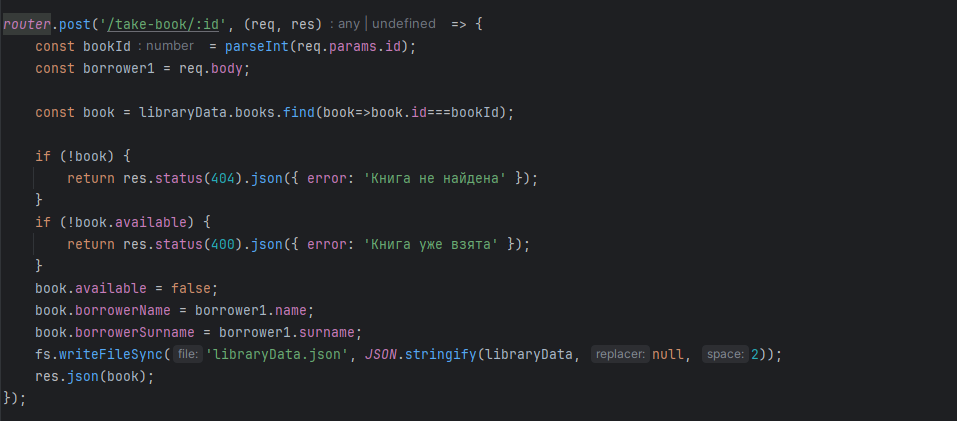 router.post('/take-book/:id', (req, res) : any | undefined => {
    const bookId : number = parseInt(req.params.id);
    const borrower1 = req.body;
    const book = libraryData.books.find(book=>book.id===bookId);
    if (!book) {
        return res.status(404).json({ error: 'Книга не найдена' });
    }
    if (!book.available) {
        return res.status(400).json({ error: 'Книга уже взята' });
    }
    book.available = false;
    book.borrowerName = borrower1.name;
    book.borrowerSurname = borrower1.surname;
    fs.writeFileSync( file: 'libraryData.json', JSON.stringify(libraryData, replacer: null, space: 2));
    res.json(book);
});